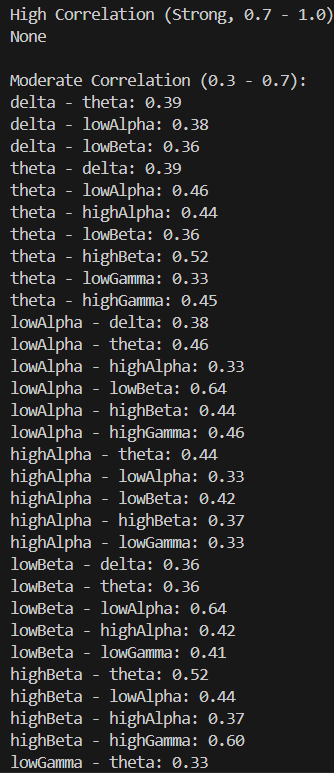 High Correlation (Strong, 0.7 - 1.0)
None

Moderate Correlation (0.3 - 0.7):
delta - theta: 0.39
delta - lowAlpha: 0.38
delta - lowBeta: 0.36
theta - delta: 0.39
theta - lowAlpha: 0.46
theta - highAlpha: 0.44
theta - lowBeta: 0.36
theta - highBeta: 0.52
theta - lowGamma: 0.33
theta - highGamma: 0.45
lowAlpha - delta: 0.38
lowAlpha - theta: 0.46
lowAlpha - highAlpha: 0.33
lowAlpha - lowBeta: 0.64
lowAlpha - highBeta: 0.44
lowAlpha - highGamma: 0.46
highAlpha - theta: 0.44
highAlpha - lowAlpha: 0.33
highAlpha - lowBeta: 0.42
highAlpha - highBeta: 0.37
highAlpha - lowGamma: 0.33
lowBeta - delta: 0.36
lowBeta - theta: 0.36
lowBeta - lowAlpha: 0.64
lowBeta - highAlpha: 0.42
lowBeta - lowGamma: 0.41
highBeta - theta: 0.52
highBeta - lowAlpha: 0.44
highBeta - highAlpha: 0.37
highBeta - highGamma: 0.60
lowGamma - theta: 0.33